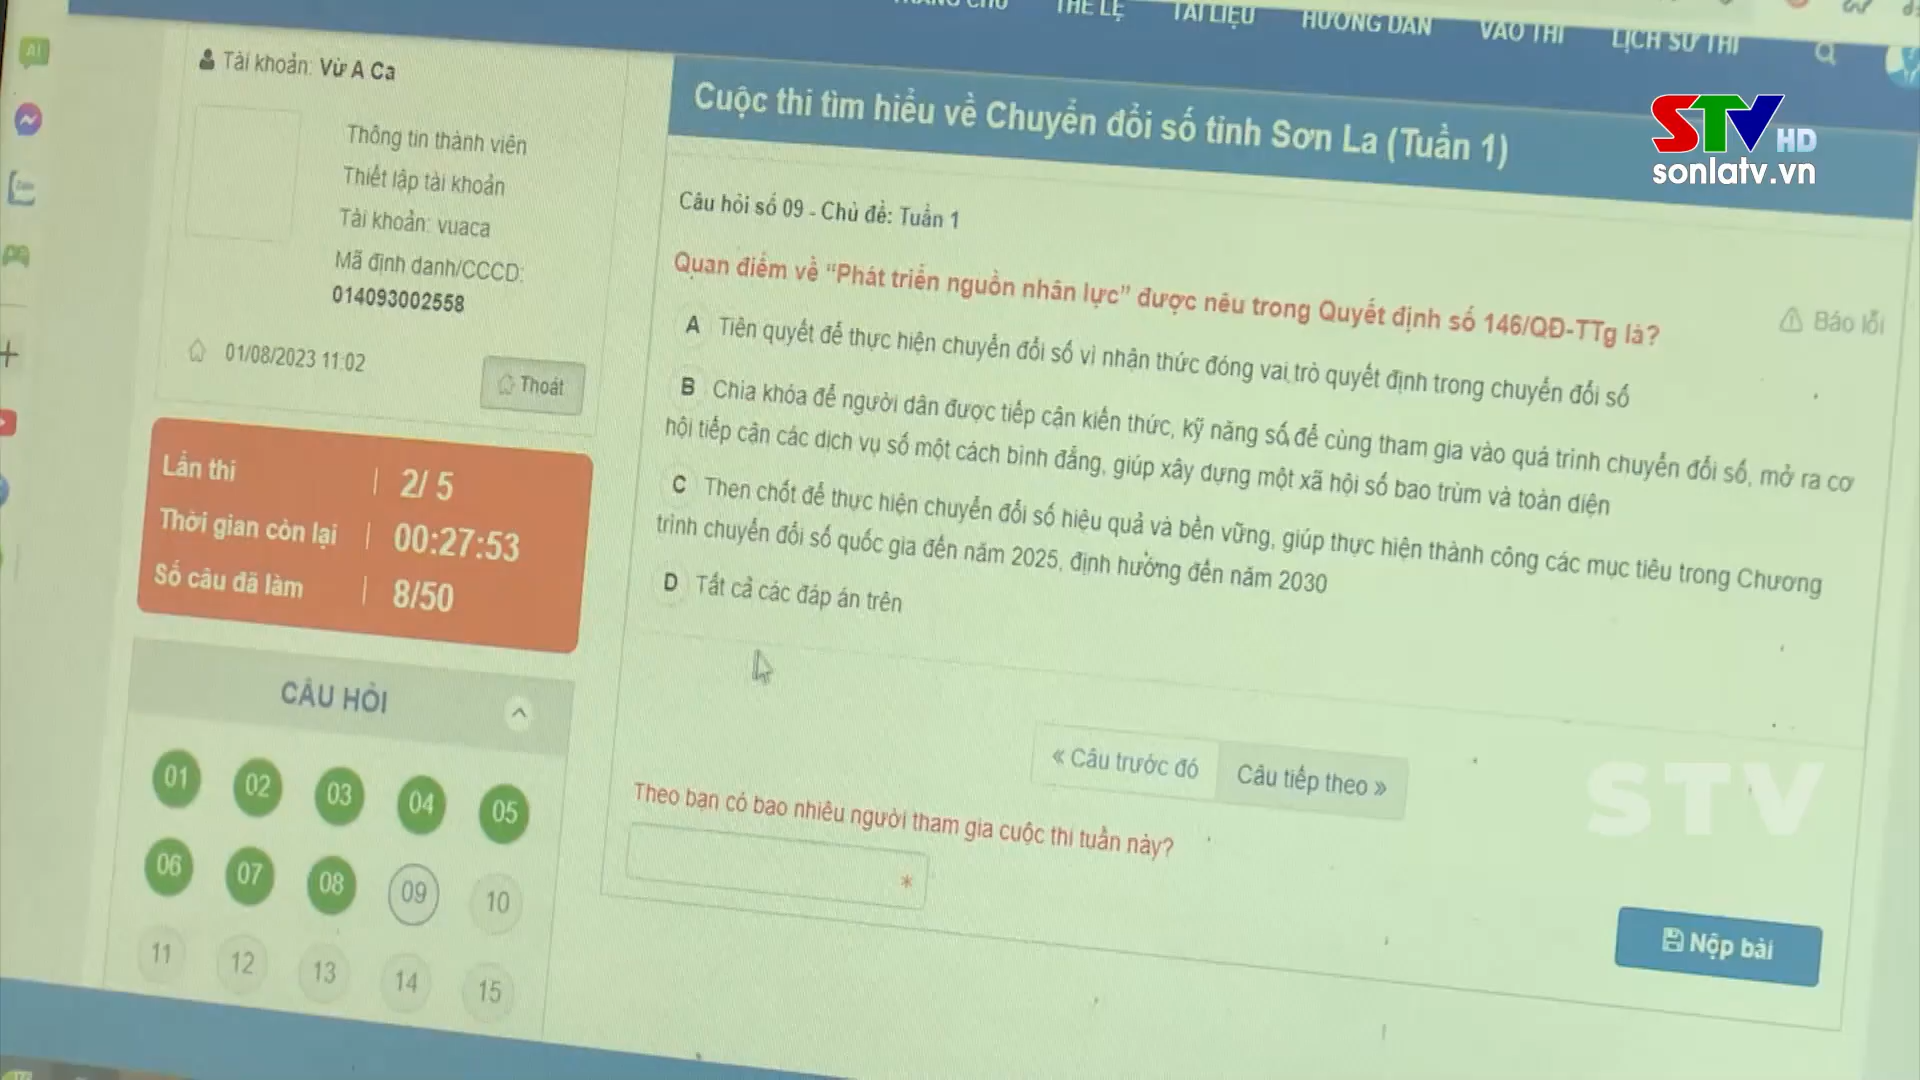 TRANG CHỦ
THỂ LỆ
TÀI LIỆU
HƯỚNG DẪN
VÀO THI
LỊCH SỬ THI
AI
Tài khoản: Vừ A Ca
Thông tin thành viên
Thiết lập tài khoản
Tài khoản: vuaca
Mã định danh/CCCD:
014093002558
01/08/2023 11:02
Thoát
Lần thi | 2/ 5
Thời gian còn lại | 00:27:53
Số câu đã làm | 8/50
CÂU HỎI
01 02 03 04 05
06 07 08 09 10
11 12 13 14 15
Cuộc thi tìm hiểu về Chuyển đổi số tỉnh Sơn La (Tuần 1)
STV HD
sonlatv.vn
Câu hỏi số 09 - Chủ đề: Tuần 1
Báo lỗi
Quan điểm về “Phát triển nguồn nhân lực” được nêu trong Quyết định số 146/QĐ-TTg là?
A Tiên quyết để thực hiện chuyển đổi số vì nhận thức đóng vai trò quyết định trong chuyển đổi số
B Chìa khóa để người dân được tiếp cận kiến thức, kỹ năng số để cùng tham gia vào quá trình chuyển đổi số, mở ra cơ
hội tiếp cận các dịch vụ số một cách bình đẳng, giúp xây dựng một xã hội số bao trùm và toàn diện
C Then chốt để thực hiện chuyển đổi số hiệu quả và bền vững, giúp thực hiện thành công các mục tiêu trong Chương
trình chuyển đổi số quốc gia đến năm 2025, định hướng đến năm 2030
D Tất cả các đáp án trên
« Câu trước đó
Câu tiếp theo »
STV
Theo bạn có bao nhiêu người tham gia cuộc thi tuần này?
*
Nộp bài